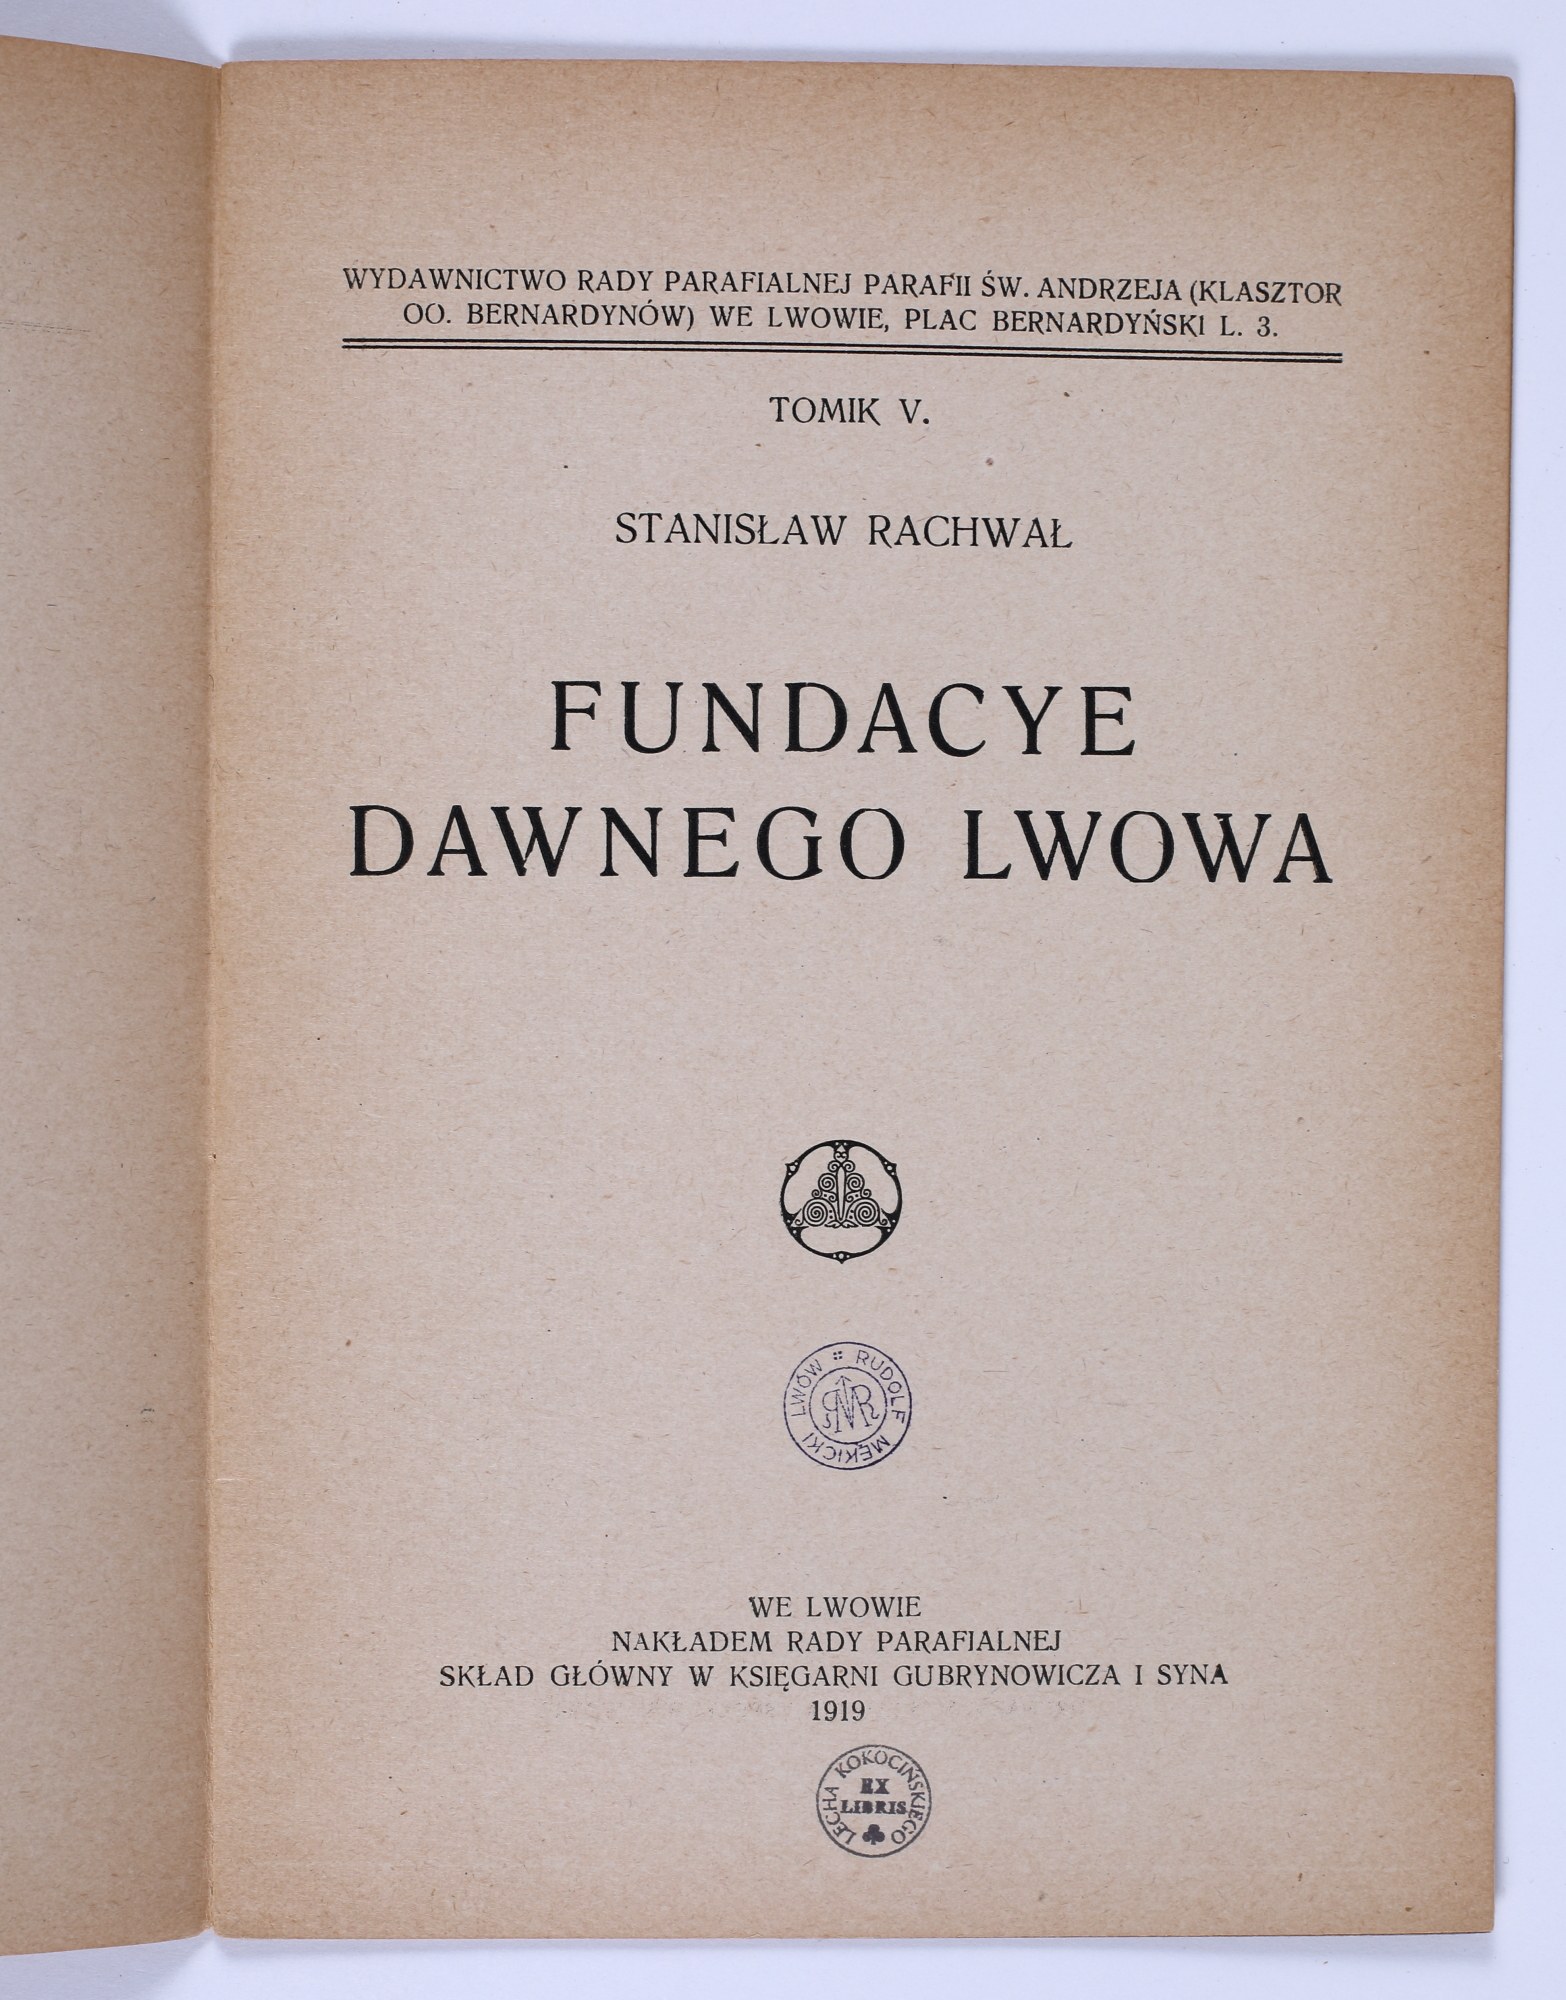 WYDAWNICTWO RADY PARAFIALNEJ PARAFII ŚW. ANDRZEJA (KLASZTOR
OO. BERNARDYNÓW) WE LWOWIE, PLAC BERNARDYŃSKI L. 3.
TOMIK V.
STANISŁAW RACHWAŁ
FUNDACYE
DAWNEGO LWOWA
RUDOLF MĘKICKI LWÓW
WE LWOWIE
NAKŁADEM RADY PARAFIALNEJ
SKŁAD GŁÓWNY W KSIĘGARNI GUBRYNOWICZA I SYNA
1919
LECHA KOKOCIŃSKIEGO
EX
LIBRIS